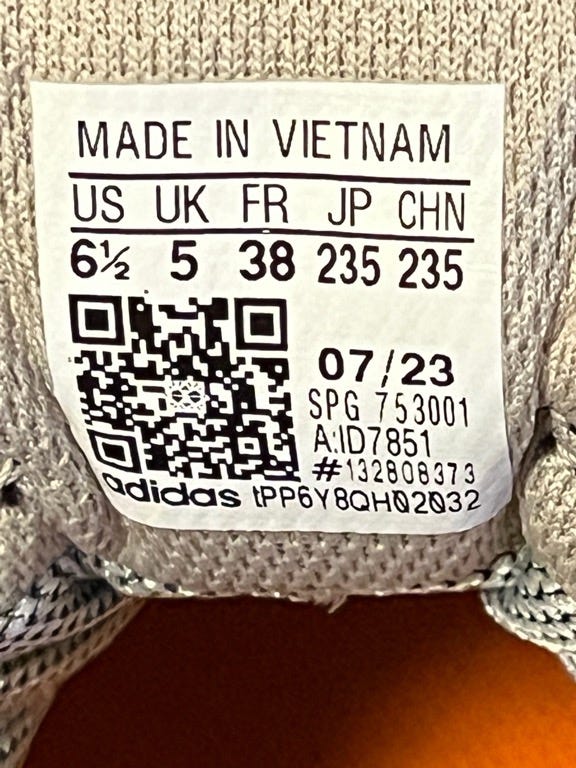 MADE IN VIETNAM
US UK FR JP CHN
6½ 5 38 235 235
07/23
SPG 753001
A:ID7851
#132808373
adidas tPP6Y8QH02032